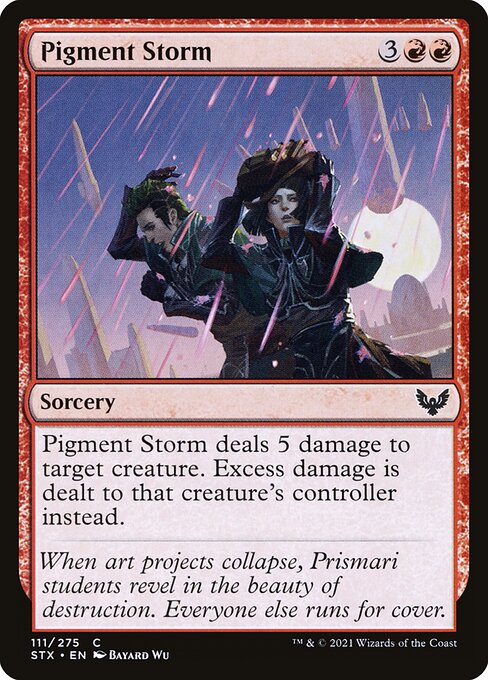 Pigment Storm 3
Sorcery
Pigment Storm deals 5 damage to
target creature. Excess damage is
dealt to that creature's controller
instead.
When art projects collapse, Prismari
students revel in the beauty of
destruction. Everyone else runs for cover.
111/275 C
STX • EN Bayard Wu
™ & © 2021 Wizards of the Coast